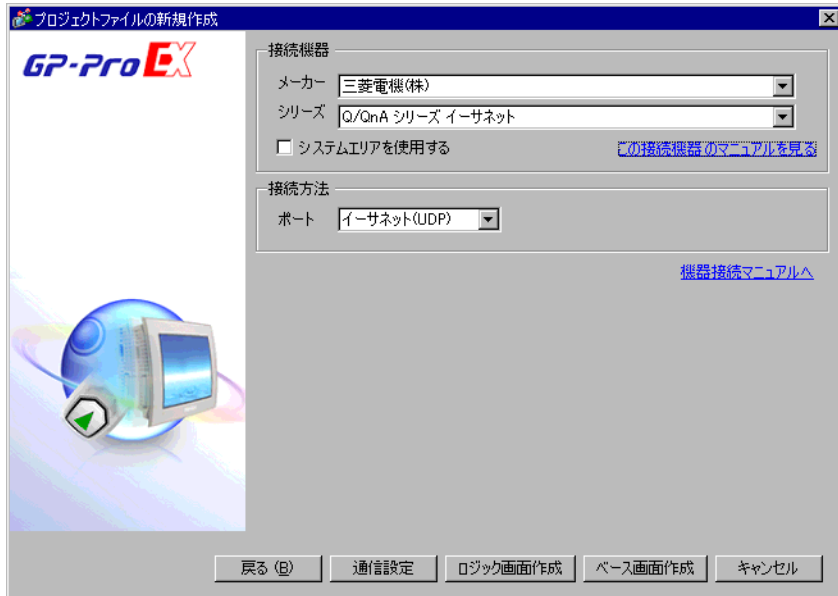 プロジェクトファイルの新規作成
GP-Pro EX
接続機器
メーカー 三菱電機(株)
シリーズ Q/QnA シリーズ イーサネット
システムエリアを使用する この接続機器のマニュアルを見る
接続方法
ポート イーサネット(UDP)
機器接続マニュアルへ
戻る (B) 通信設定 ロジック画面作成 ベース画面作成 キャンセル